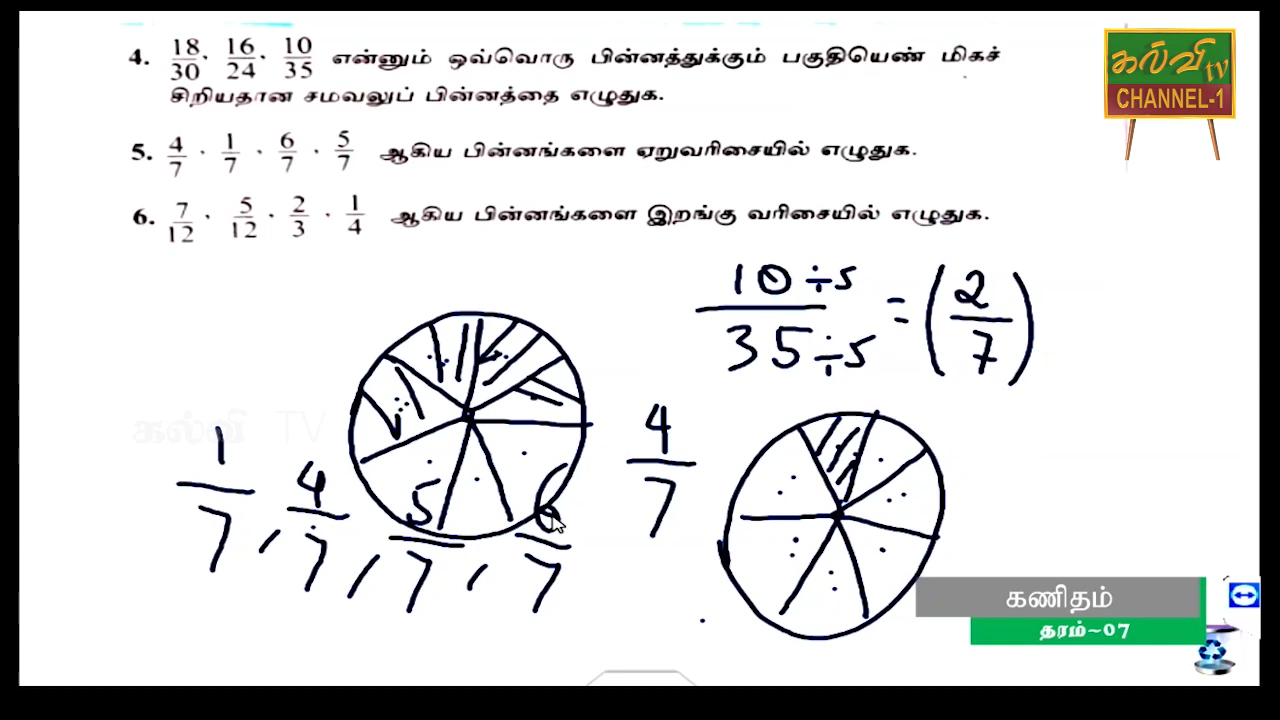 4. 18/30, 16/24, 10/35 என்னும் ஒவ்வொரு பின்னத்துக்கும் பகுதியெண் மிகச்
சிறியதான சமவலுப் பின்னத்தை எழுதுக.
5. 4/7, 1/7, 6/7, 5/7 ஆகிய பின்னங்களை ஏறுவரிசையில் எழுதுக.
6. 7/12, 5/12, 2/3, 1/4 ஆகிய பின்னங்களை இறங்கு வரிசையில் எழுதுக.
கல்வி tv
CHANNEL-1
10÷5/35÷5 = (2/7)
கல்வி TV
4/7
1/7, 4/7, 5/7, 6/7
கணிதம்
தரம்-07